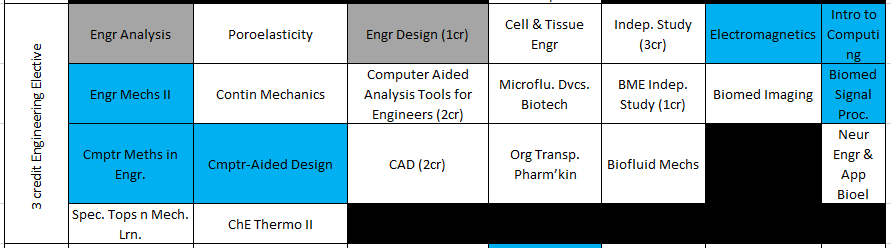 3 credit Engineering Elective
Engr Analysis
Poroelasticity
Engr Design (1cr)
Cell & Tissue
Engr
Indep. Study
(3cr)
Electromagnetics
Intro to
Computi
ng
Engr Mechs II
Contin Mechanics
Computer Aided
Analysis Tools for
Engineers (2cr)
Microflu. Dvcs.
Biotech
BME Indep.
Study (1cr)
Biomed Imaging
Biomed
Signal
Proc.
Cmptr Meths in
Engr.
Cmptr-Aided Design
CAD (2cr)
Org Transp.
Pharm’kin
Biofluid Mechs
Neur
Engr &
App
Bioel
Spec. Tops n Mech.
Lrn.
ChE Thermo II